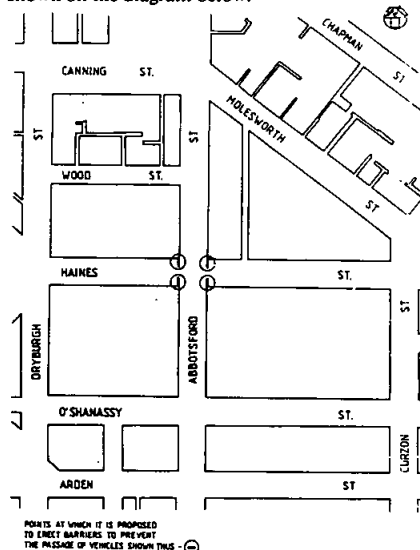 shown on the diagram below.
CHAPMAN ST
CANNING ST.
MOLESWORTH ST
ST
ST
WOOD ST.
HAINES ST.
ST
DRYBURGH
ABBOTSFORD
O'SHANASSY ST.
CURZON
ARDEN ST
POINTS AT WHICH IT IS PROPOSED
TO ERECT BARRIERS TO PREVENT
THE PASSAGE OF VEHICLES SHOWN THUS -